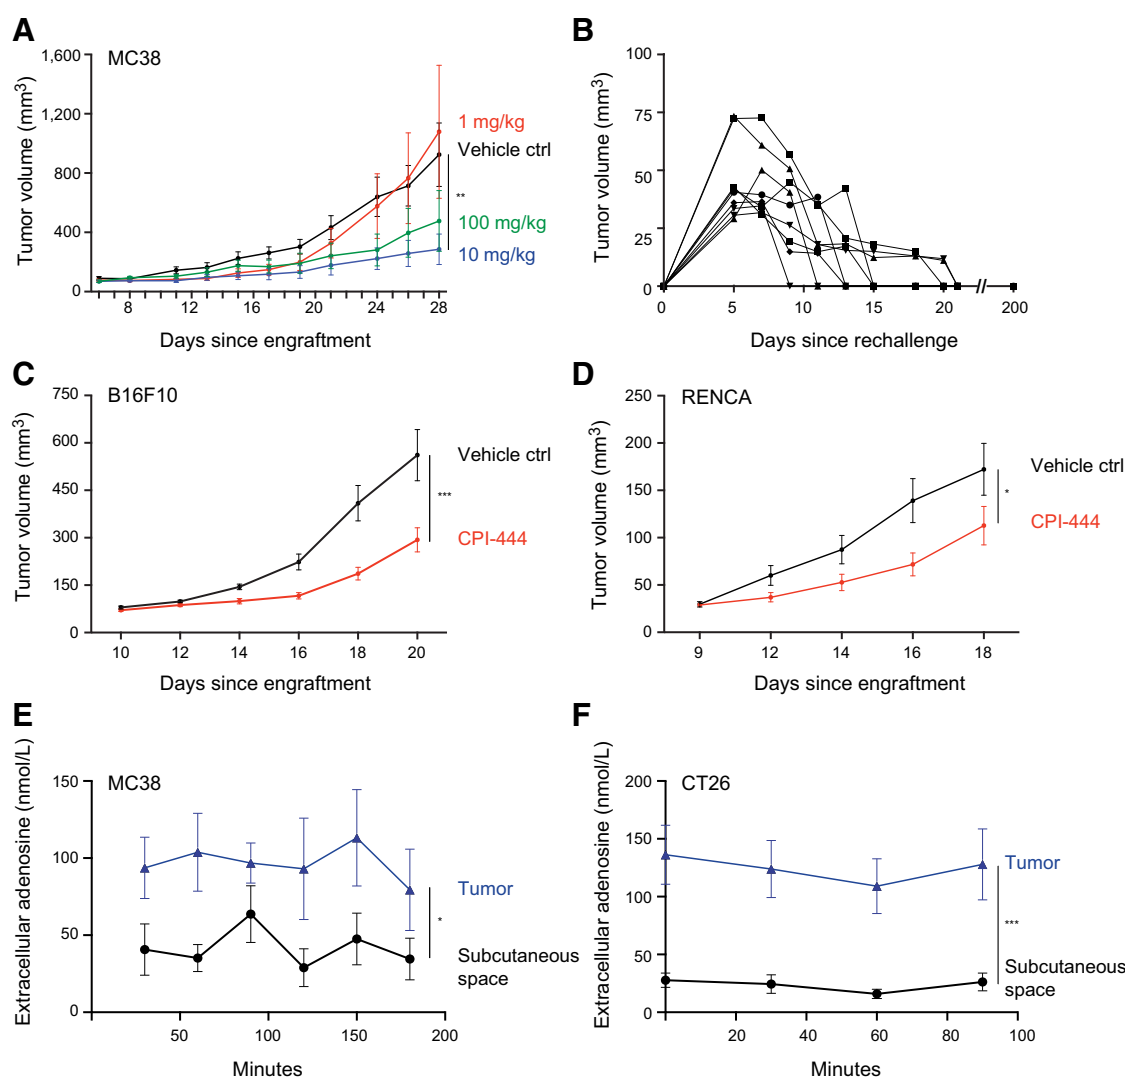 A
MC38
Tumor volume (mm3)
1,600
1,200
800
400
0
8
12
16
20
24
28
Days since engraftment
1 mg/kg
Vehicle ctrl
**
100 mg/kg
10 mg/kg
B
Tumor volume (mm3)
100
75
50
25
0
0
5
10
15
20
200
Days since rechallenge
C
B16F10
Tumor volume (mm3)
750
600
450
300
150
0
10
12
14
16
18
20
Days since engraftment
Vehicle ctrl
***
CPI-444
D
RENCA
Tumor volume (mm3)
250
200
150
100
50
0
9
12
14
16
18
Days since engraftment
Vehicle ctrl
*
CPI-444
E
MC38
Extracellular adenosine (nmol/L)
150
100
50
0
50
100
150
200
Minutes
Tumor
*
Subcutaneous
space
F
CT26
Extracellular adenosine (nmol/L)
200
150
100
50
0
20
40
60
80
100
Minutes
Tumor
***
Subcutaneous
space